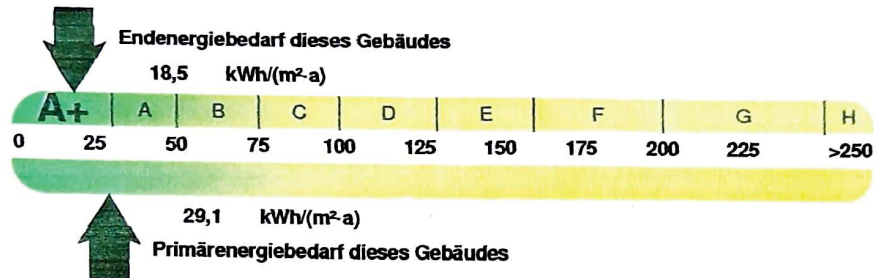 Endenergiebedarf dieses Gebäudes
18,5 kWh/(m²·a)
A+ A B C D E F G H
0 25 50 75 100 125 150 175 200 225 >250
29,1 kWh/(m²·a)
Primärenergiebedarf dieses Gebäudes